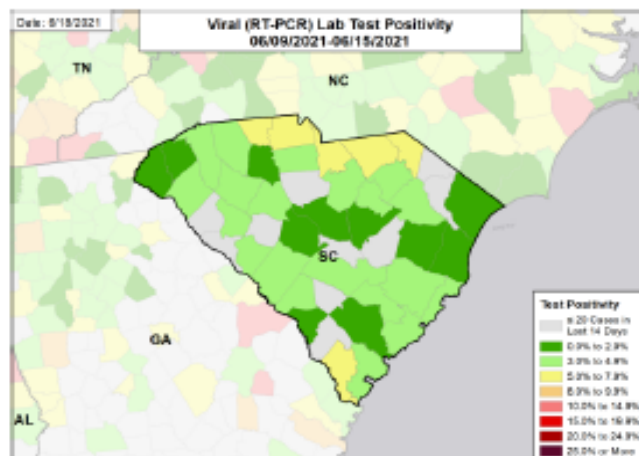 Date: 6/18/2021
Viral (RT-PCR) Lab Test Positivity
06/09/2021-06/15/2021
TN
NC
SC
GA
AL
Test Positivity
≤ 20 Cases in
Last 14 Days
0.0% to 2.9%
3.0% to 4.9%
5.0% to 7.9%
8.0% to 9.9%
10.0% to 14.9%
15.0% to 19.9%
20.0% to 24.9%
25.0% or More